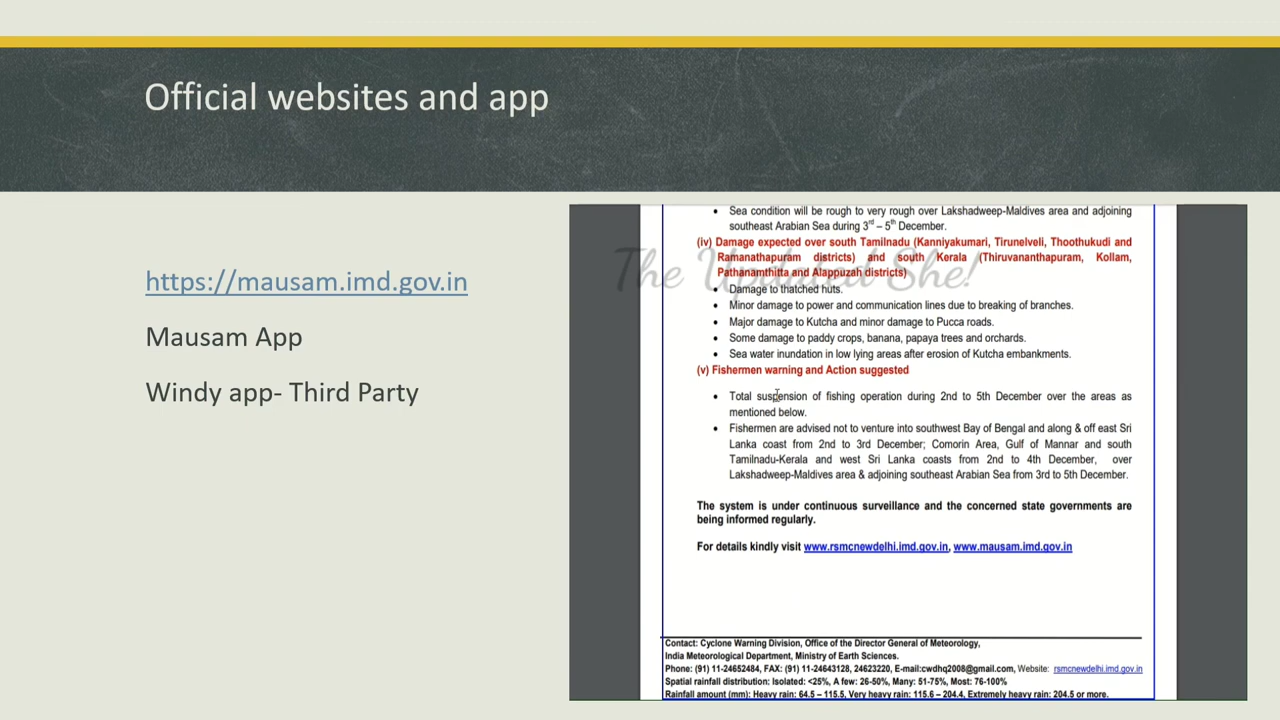 Official websites and app
https://mausam.imd.gov.in
Mausam App
Windy app- Third Party
The Updated She!
• Sea condition will be rough to very rough over Lakshadweep-Maldives area and adjoining
southeast Arabian Sea during 3rd – 5th December.
(iv) Damage expected over south Tamilnadu (Kanniyakumari, Tirunelveli, Thoothukudi and
Ramanathapuram districts) and south Kerala (Thiruvananthapuram, Kollam,
Pathanamthitta and Alappuzah districts)
• Damage to thatched huts.
• Minor damage to power and communication lines due to breaking of branches.
• Major damage to Kutcha and minor damage to Pucca roads.
• Some damage to paddy crops, banana, papaya trees and orchards.
• Sea water inundation in low lying areas after erosion of Kutcha embankments.
(v) Fishermen warning and Action suggested
• Total suspension of fishing operation during 2nd to 5th December over the areas as
mentioned below.
• Fishermen are advised not to venture into southwest Bay of Bengal and along & off east Sri
Lanka coast from 2nd to 3rd December; Comorin Area, Gulf of Mannar and south
Tamilnadu-Kerala and west Sri Lanka coasts from 2nd to 4th December, over
Lakshadweep-Maldives area & adjoining southeast Arabian Sea from 3rd to 5th December.
The system is under continuous surveillance and the concerned state governments are
being informed regularly.
For details kindly visit www.rsmcnewdelhi.imd.gov.in, www.mausam.imd.gov.in
Contact: Cyclone Warning Division, Office of the Director General of Meteorology,
India Meteorological Department, Ministry of Earth Sciences.
Phone: (91) 11-24652484, FAX: (91) 11-24643128, 24623220, E-mail:cwdhq2008@gmail.com, Website: rsmcnewdelhi.imd.gov.in
Spatial rainfall distribution: Isolated: <25%, A few: 26-50%, Many: 51-75%, Most: 76-100%
Rainfall amount (mm): Heavy rain: 64.5 – 115.5, Very heavy rain: 115.6 – 204.4, Extremely heavy rain: 204.5 or more.